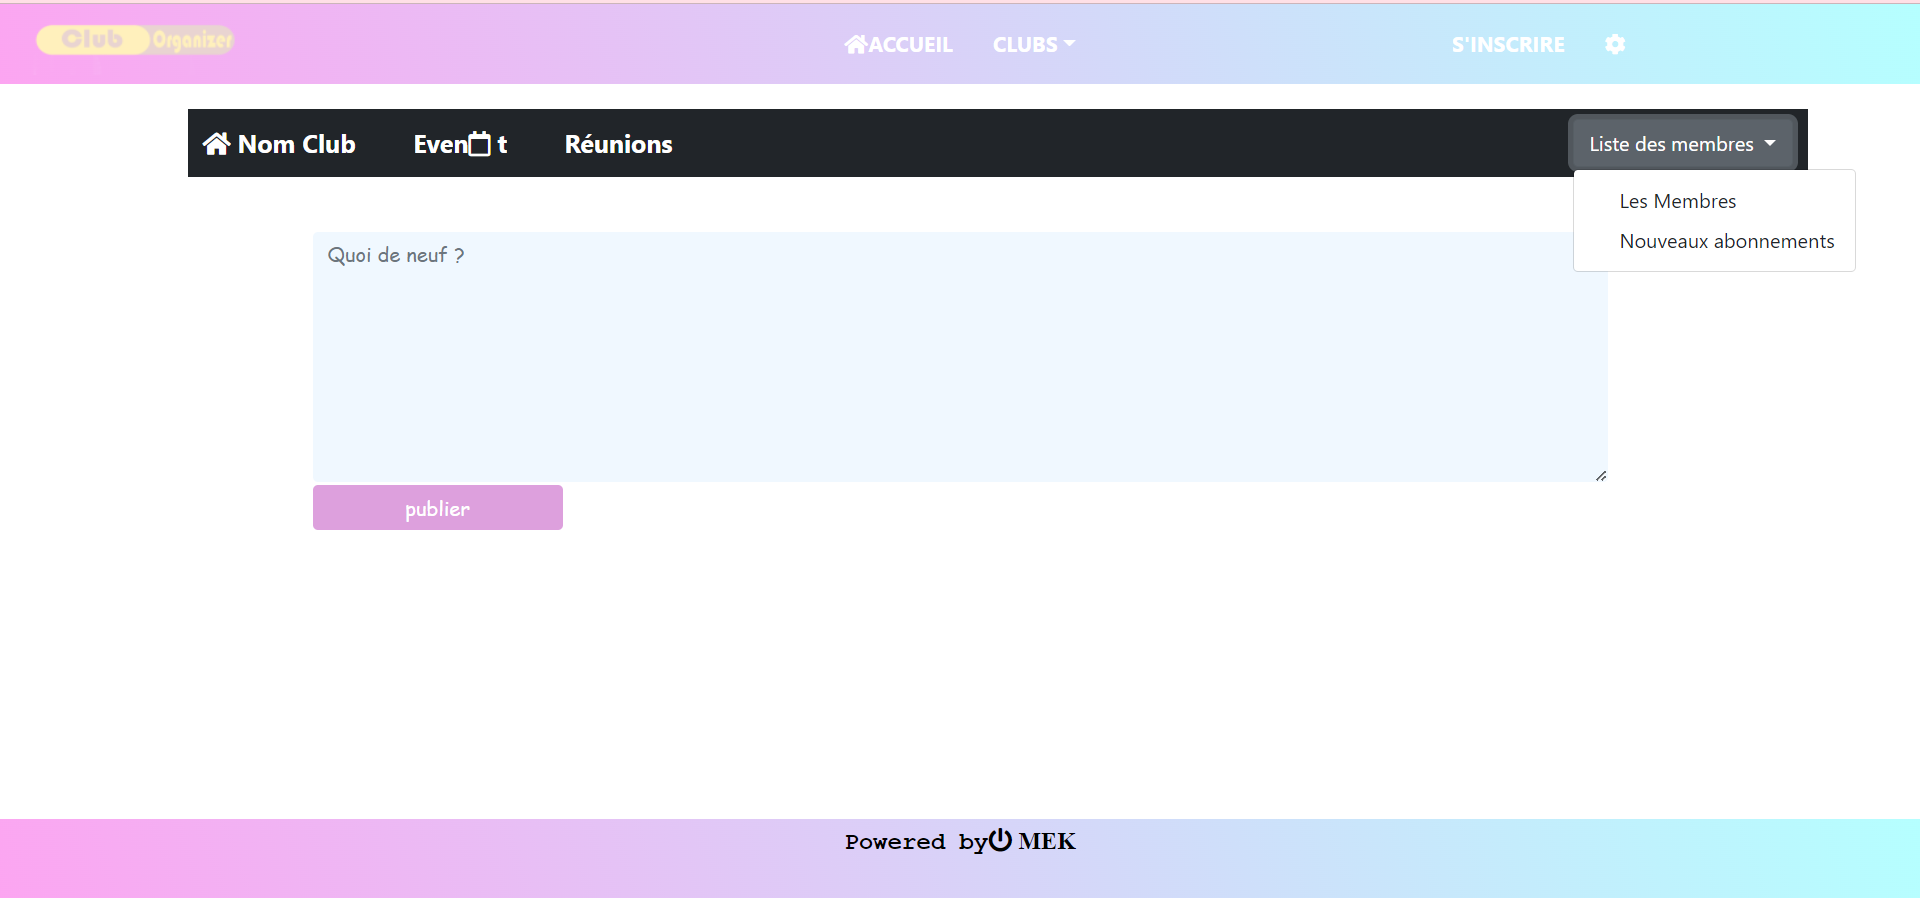 Club Organizer
ACCUEIL
CLUBS
S'INSCRIRE
Nom Club
Event
Réunions
Liste des membres
Les Membres
Nouveaux abonnements
Quoi de neuf ?
publier
Powered by MEK